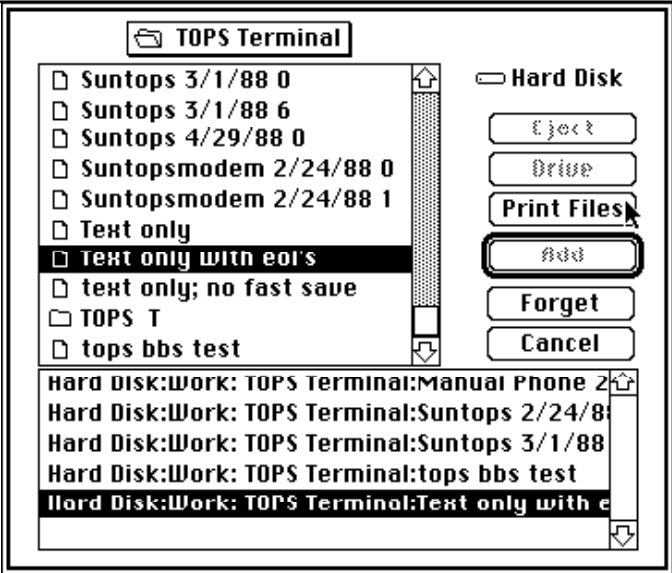 TOPS Terminal
Suntops 3/1/88 0
Suntops 3/1/88 6
Suntops 4/29/88 0
Suntopsmodem 2/24/88 0
Suntopsmodem 2/24/88 1
Text only
Text only with eol's
text only; no fast save
TOPS T
tops bbs test
Hard Disk
Eject
Drive
Print Files
Add
Forget
Cancel
Hard Disk:Work: TOPS Terminal:Manual Phone 2
Hard Disk:Work: TOPS Terminal:Suntops 2/24/8
Hard Disk:Work: TOPS Terminal:Suntops 3/1/88
Hard Disk:Work: TOPS Terminal:tops bbs test
Hard Disk:Work: TOPS Terminal:Text only with e